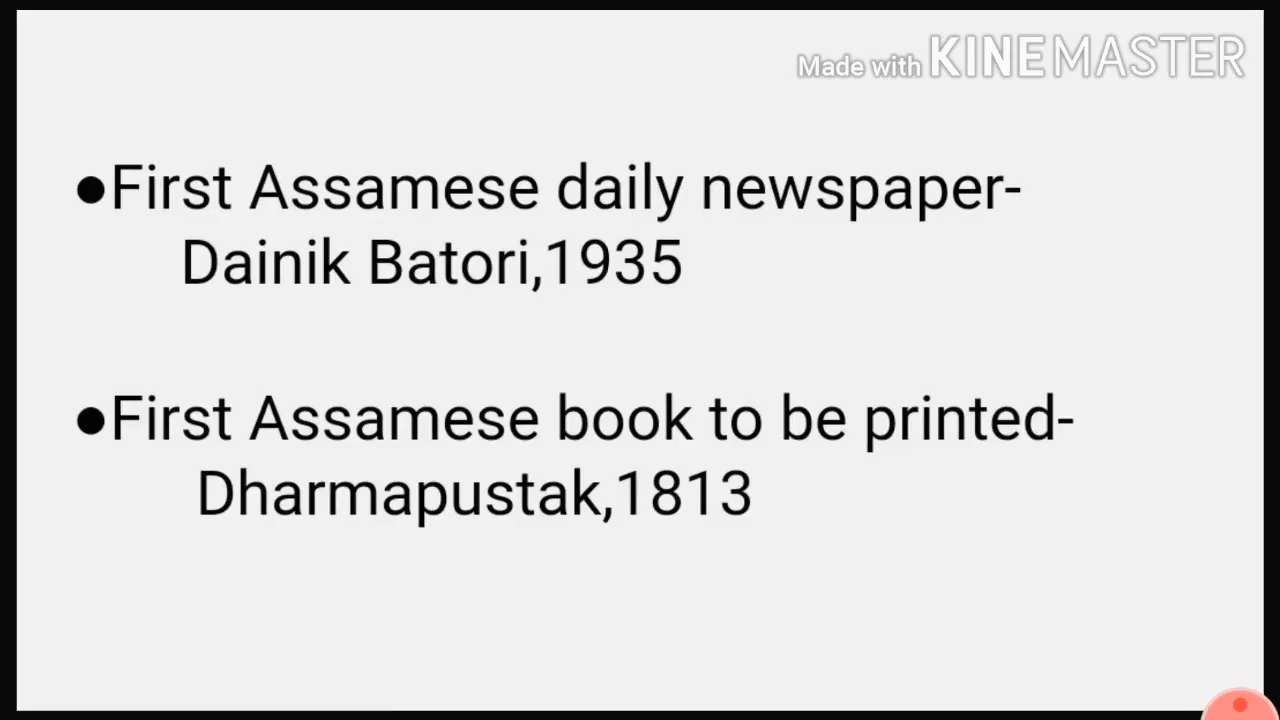 Made with KINEMASTER
●First Assamese daily newspaper-
Dainik Batori,1935
●First Assamese book to be printed-
Dharmapustak,1813